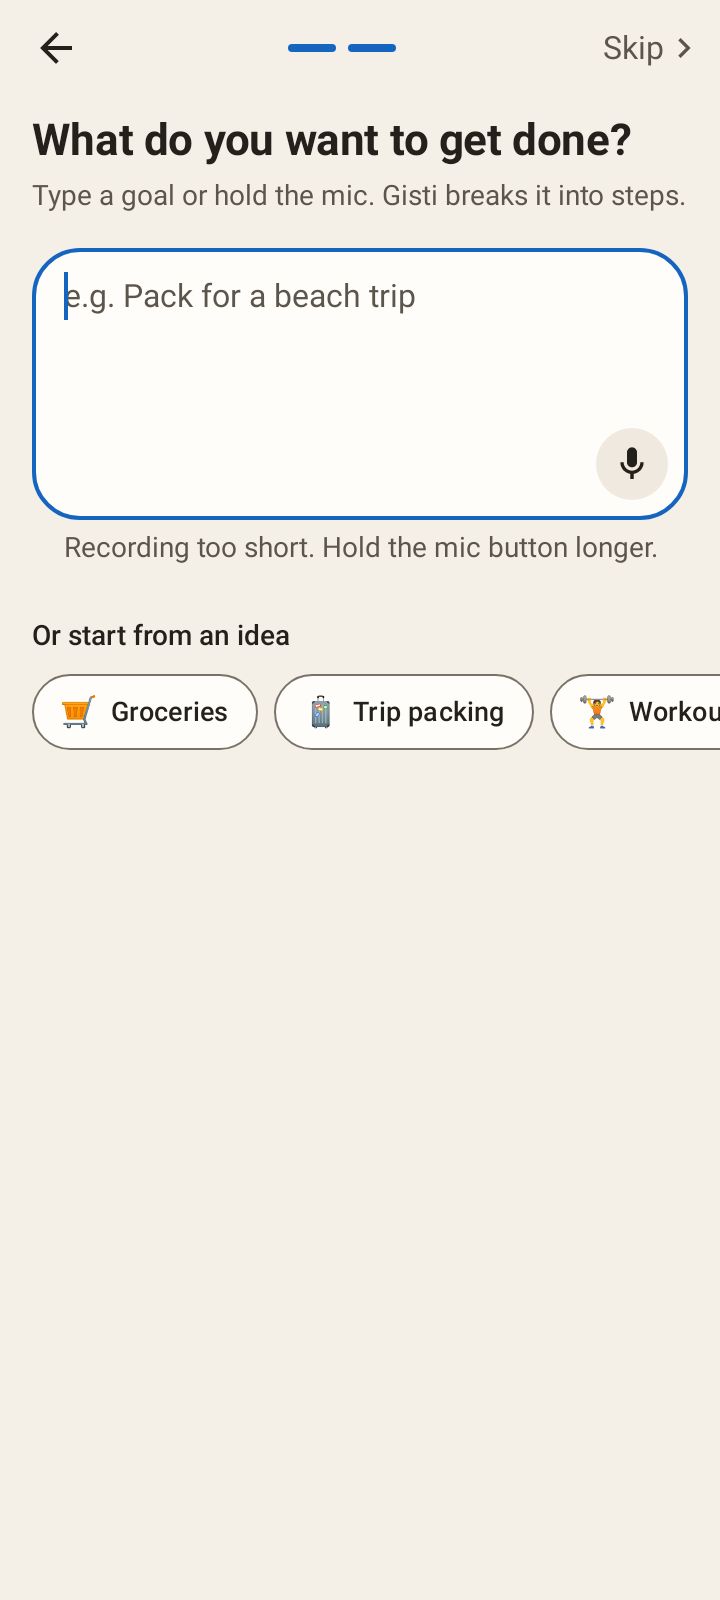 Skip
What do you want to get done?
Type a goal or hold the mic. Gisti breaks it into steps.
e.g. Pack for a beach trip
Recording too short. Hold the mic button longer.
Or start from an idea
Groceries
Trip packing
Workou